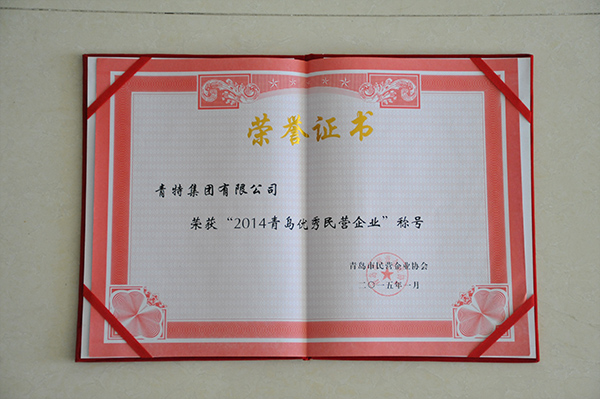 荣誉证书
青特集团有限公司
荣获“2014青岛优秀民营企业”称号
青岛市民营企业协会
二〇一五年一月